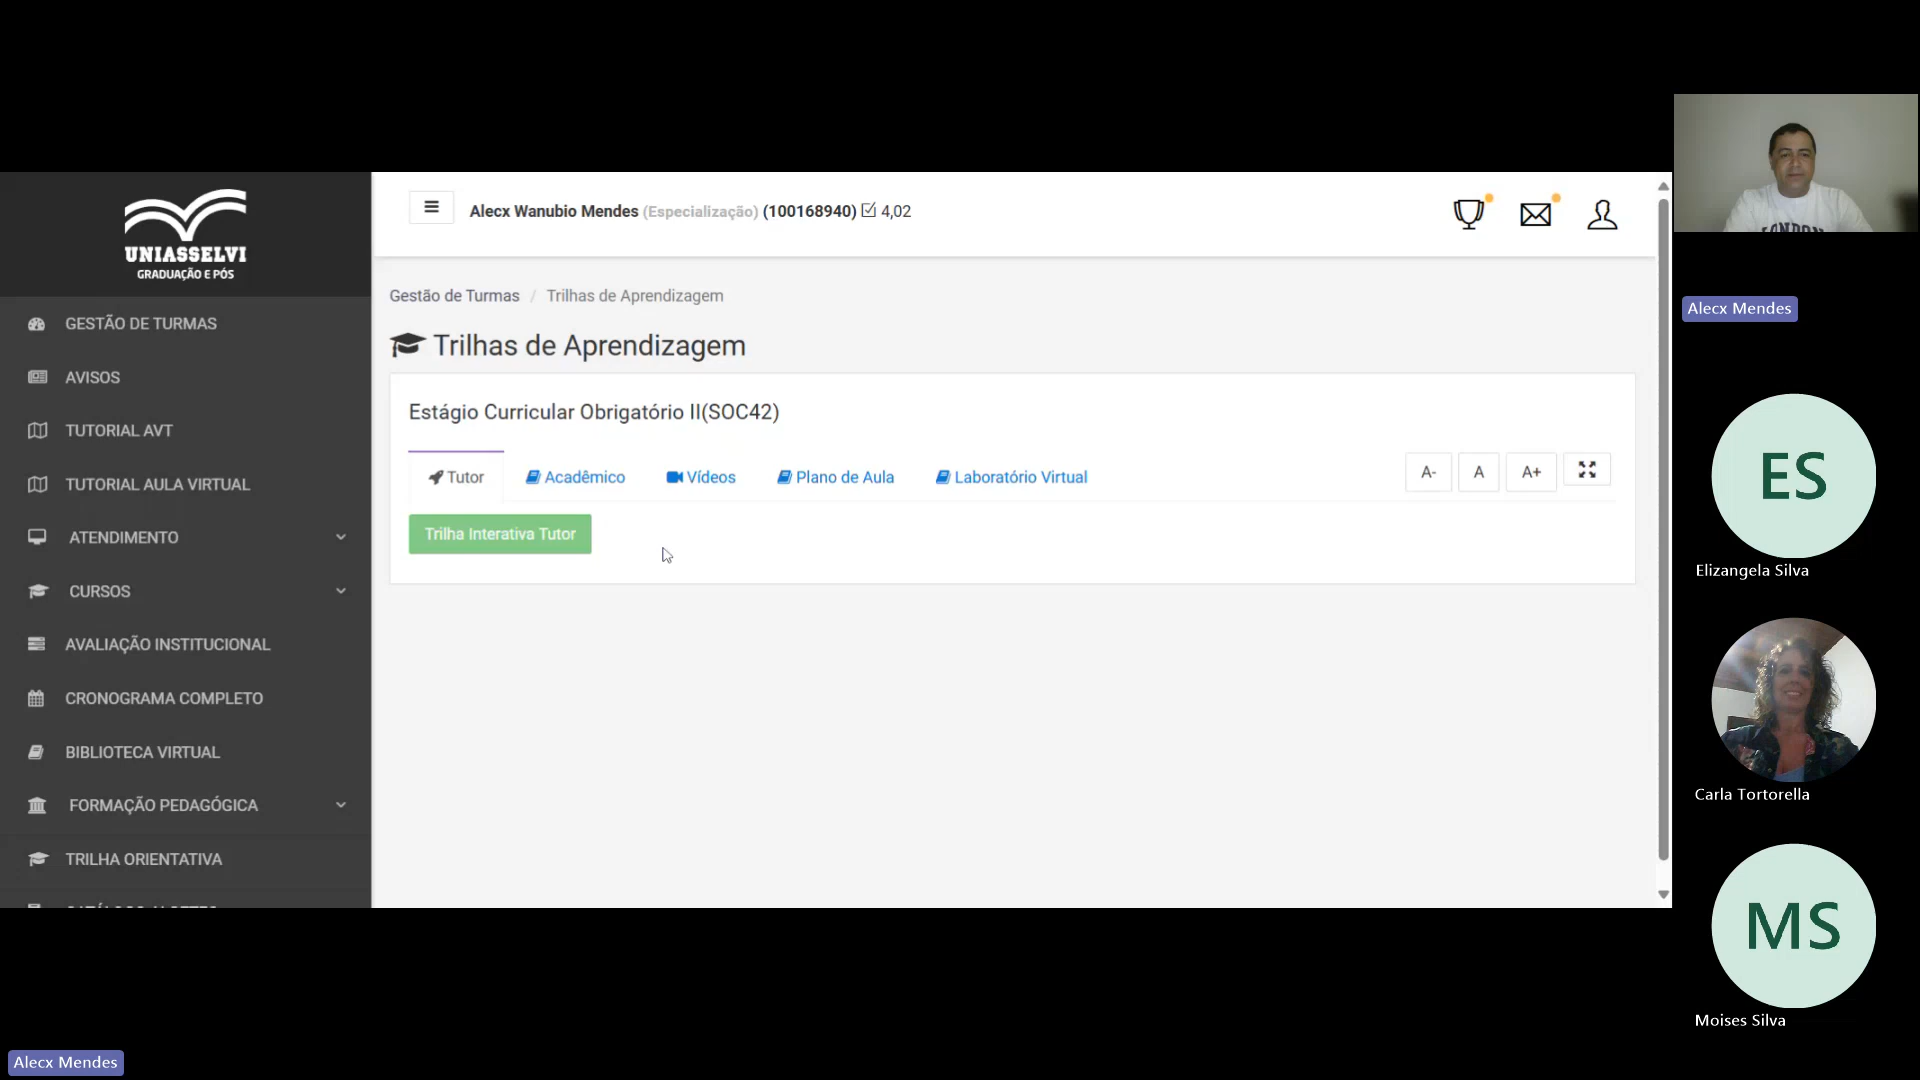 UNIASSELVI
GRADUAÇÃO E PÓS
GESTÃO DE TURMAS
AVISOS
TUTORIAL AVT
TUTORIAL AULA VIRTUAL
ATENDIMENTO
CURSOS
AVALIAÇÃO INSTITUCIONAL
CRONOGRAMA COMPLETO
BIBLIOTECA VIRTUAL
FORMAÇÃO PEDAGÓGICA
TRILHA ORIENTATIVA
Alecx Wanubio Mendes (Especialização) (100168940) 4,02
Gestão de Turmas / Trilhas de Aprendizagem
Trilhas de Aprendizagem
Estágio Curricular Obrigatório II(SOC42)
Tutor Acadêmico Vídeos Plano de Aula Laboratório Virtual A- A A+
Trilha Interativa Tutor
LONDON
Alecx Mendes
ES
Elizangela Silva
Carla Tortorella
MS
Moises Silva
Alecx Mendes